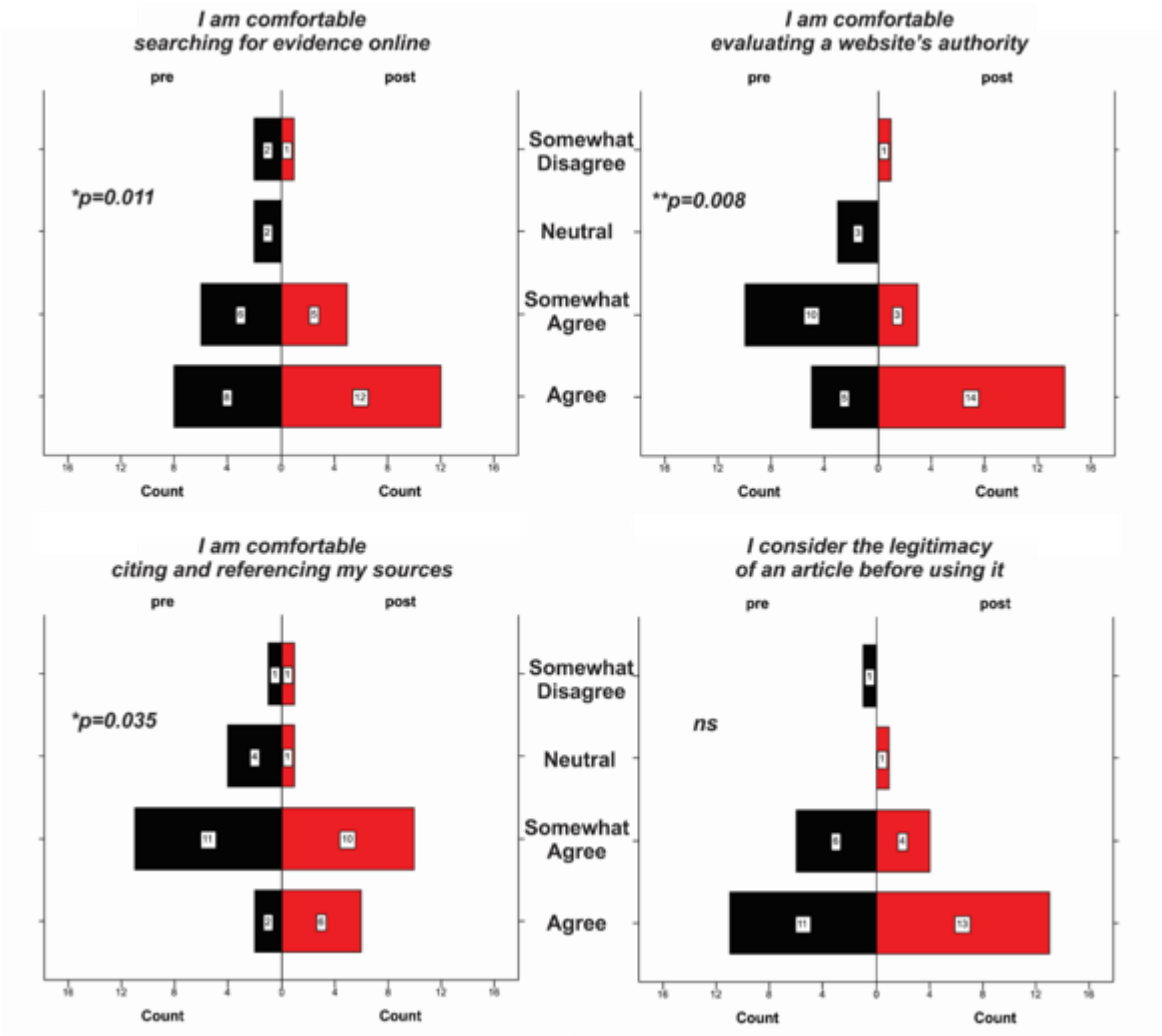 I am comfortable
searching for evidence online
pre post
Somewhat
Disagree
2 1
*p=0.011
Neutral
2
Somewhat
Agree
6 5
Agree
8 12
16 12 8 4 0 4 8 12 16
Count Count
I am comfortable
evaluating a website's authority
pre post
1
**p=0.008
3
10 3
5 14
16 12 8 4 0 4 8 12 16
Count Count
I am comfortable
citing and referencing my sources
pre post
Somewhat
Disagree
1 1
*p=0.035
Neutral
4 1
Somewhat
Agree
11 10
Agree
2 6
16 12 8 4 0 4 8 12 16
Count Count
I consider the legitimacy
of an article before using it
pre post
1
ns
1
6 4
11 13
16 12 8 4 0 4 8 12 16
Count Count